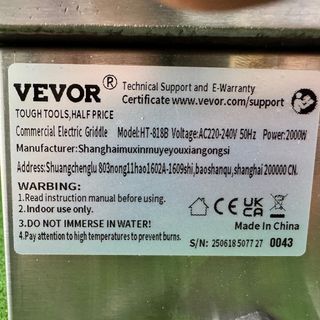 VEVOR®
Technical Support and E-Warranty
Certificate www.vevor.com/support
TOUGH TOOLS,HALF PRICE
Commercial Electric Griddle Model:HT-818B Voltage:AC220-240V 50Hz Power:2000W
Manufacturer:Shanghaimuxinmuyeyouxiangongsi
Address:Shuangchenglu 803nong11hao1602A-1609shi,baoshanqu,shanghai 200000 CN.
WARBING:
1.Read instruction manual before using.
2.Indoor use only.
3.DO NOT IMMERSE IN WATER!
4.Pay attention to high temperatures to prevent burns.
CE UK CA
Made In China
S/N: 250618 5077 27 0043